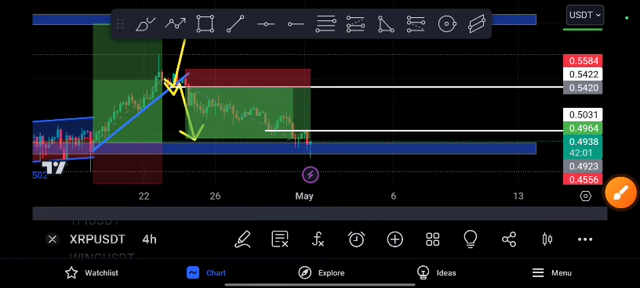 USDT
0.5584
0.5422
0.5420
0.5031
0.4964
0.4938
42:01
0.4923
0.4556
502
22
26
May
6
13
XRPUSDT
4h
Watchlist
Chart
Explore
Ideas
Menu